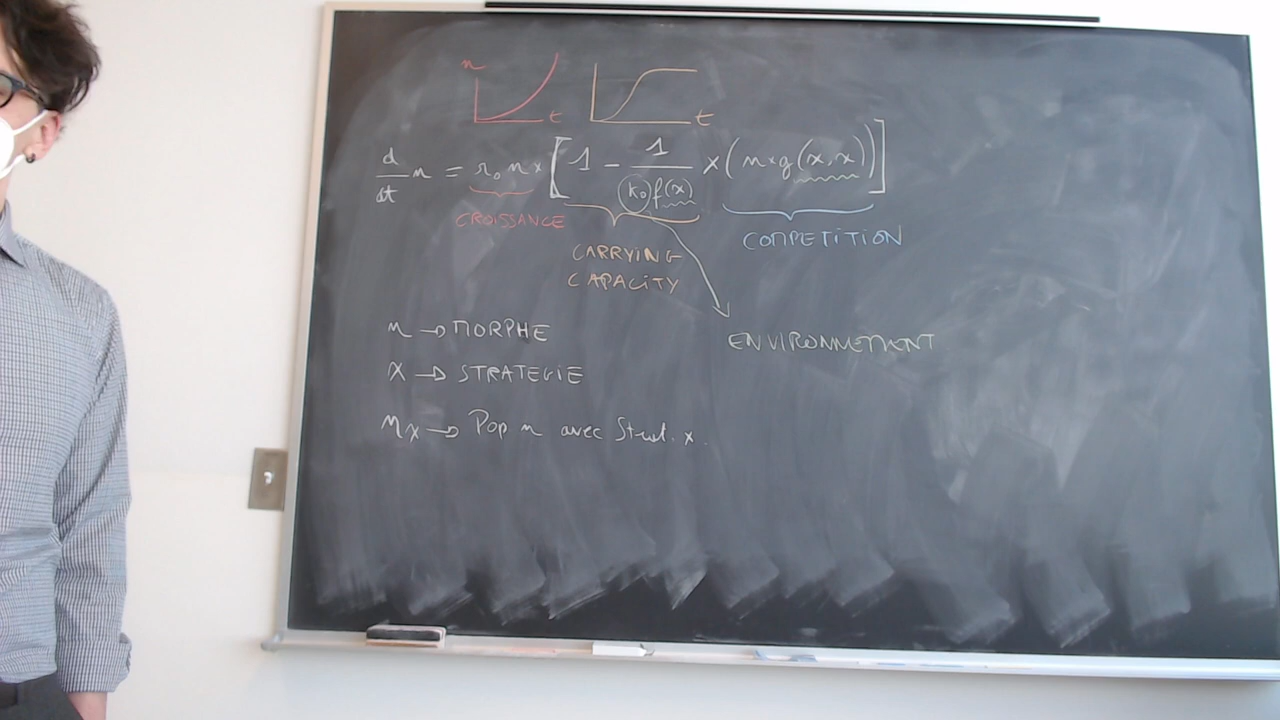 n
t t
d/dt n = r₀ n × [1 - 1/(k₀ f(x)) × (n × g(x,x))]
CROISSANCE
COMPETITION
CARRYING
CAPACITY
n → MORPHE
ENVIRONNEMENT
x → STRATEGIE
nx → Pop n avec Strat. x.